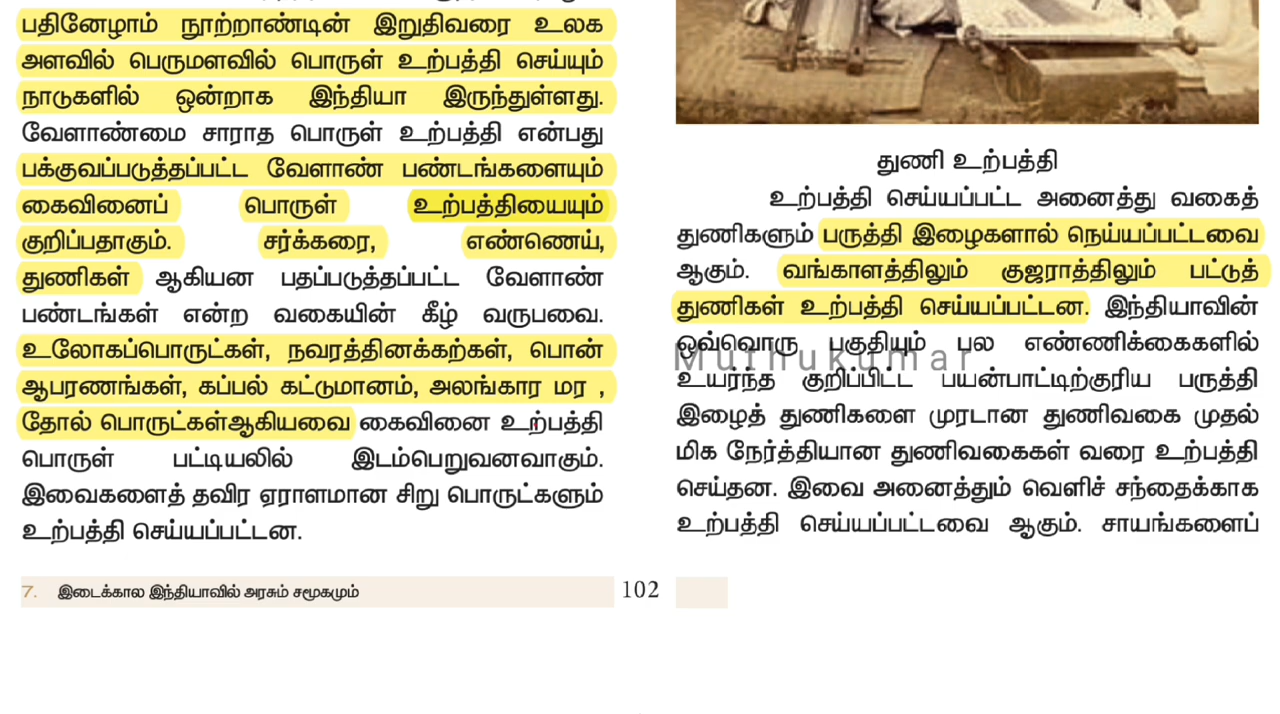 பதினேழாம் நூற்றாண்டின் இறுதிவரை உலக
அளவில் பெருமளவில் பொருள் உற்பத்தி செய்யும்
நாடுகளில் ஒன்றாக இந்தியா இருந்துள்ளது.
வேளாண்மை சாராத பொருள் உற்பத்தி என்பது
பக்குவப்படுத்தப்பட்ட வேளாண் பண்டங்களையும்
கைவினைப் பொருள் உற்பத்தியையும்
குறிப்பதாகும். சர்க்கரை, எண்ணெய்,
துணிகள் ஆகியன பதப்படுத்தப்பட்ட வேளாண்
பண்டங்கள் என்ற வகையின் கீழ் வருபவை.
உலோகப்பொருட்கள், நவரத்தினக்கற்கள், பொன்
ஆபரணங்கள், கப்பல் கட்டுமானம், அலங்கார மர ,
தோல் பொருட்கள்ஆகியவை கைவினை உற்பத்தி
பொருள் பட்டியலில் இடம்பெறுவனவாகும்.
இவைகளைத் தவிர ஏராளமான சிறு பொருட்களும்
உற்பத்தி செய்யப்பட்டன.
துணி உற்பத்தி
உற்பத்தி செய்யப்பட்ட அனைத்து வகைத்
துணிகளும் பருத்தி இழைகளால் நெய்யப்பட்டவை
ஆகும். வங்காளத்திலும் குஜராத்திலும் பட்டுத்
துணிகள் உற்பத்தி செய்யப்பட்டன. இந்தியாவின்
ஒவ்வொரு பகுதியும் பல எண்ணிக்கைகளில்
Muthukumar
உயர்ந்த குறிப்பிட்ட பயன்பாட்டிற்குரிய பருத்தி
இழைத் துணிகளை முரடான துணிவகை முதல்
மிக நேர்த்தியான துணிவகைகள் வரை உற்பத்தி
செய்தன. இவை அனைத்தும் வெளிச் சந்தைக்காக
உற்பத்தி செய்யப்பட்டவை ஆகும். சாயங்களைப்
7. இடைக்கால இந்தியாவில் அரசும் சமூகமும்
102